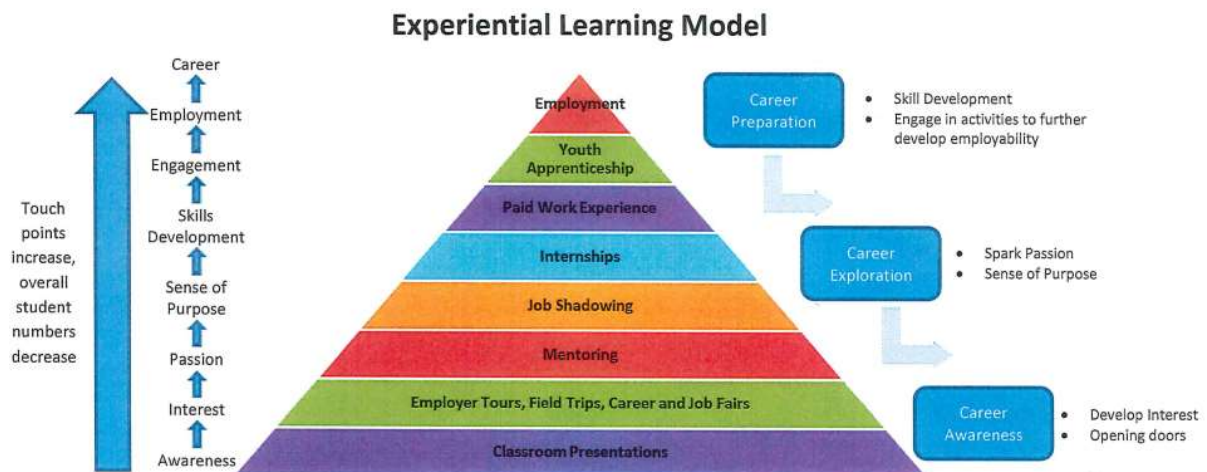 Experiential Learning Model
Touch
points
increase,
overall
student
numbers
decrease
Career
Employment
Engagement
Skills
Development
Sense of
Purpose
Passion
Interest
Awareness
Employment
Youth
Apprenticeship
Paid Work Experience
Internships
Job Shadowing
Mentoring
Employer Tours, Field Trips, Career and Job Fairs
Classroom Presentations
Career
Preparation
• Skill Development
• Engage in activities to further
develop employability
Career
Exploration
• Spark Passion
• Sense of Purpose
Career
Awareness
• Develop Interest
• Opening doors